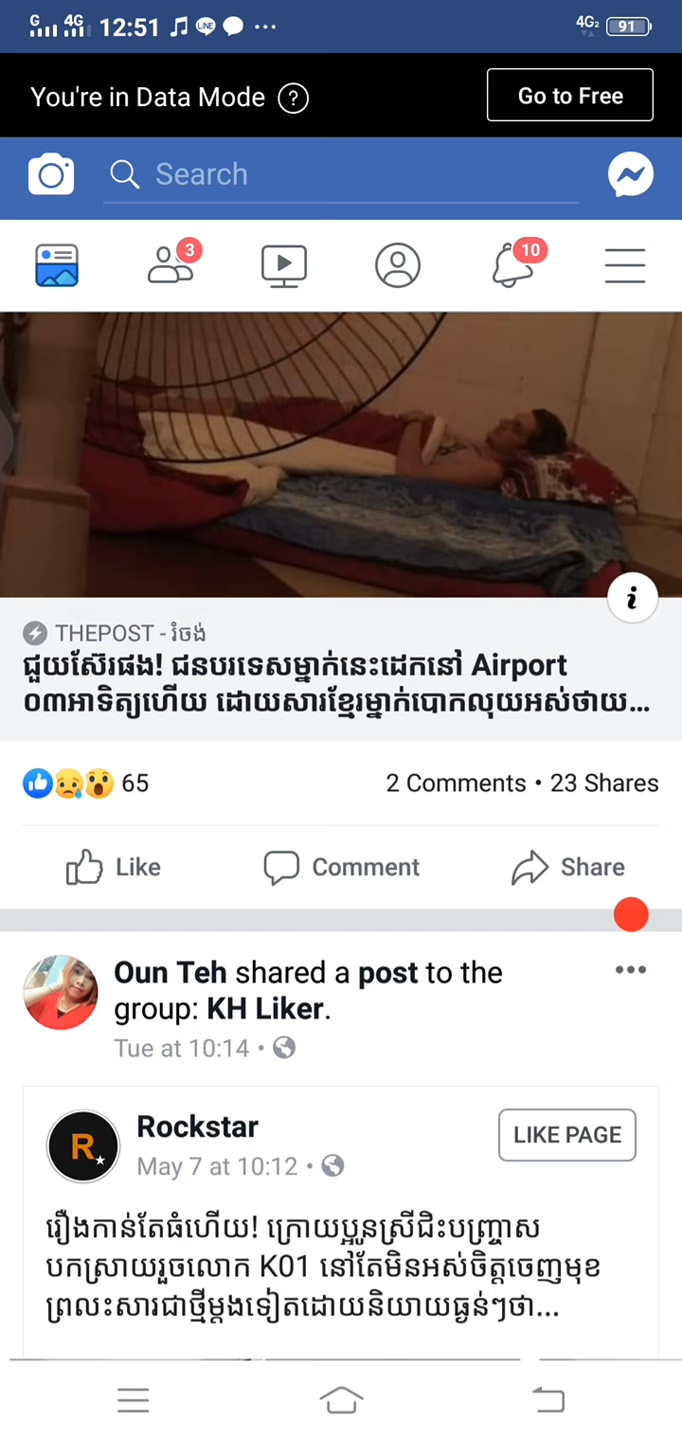 G 4G 12:51 LINE ... 4G2 91
You're in Data Mode ? Go to Free
Search
3 10
i
THEPOST - រំចង់
ជួយស៊ែរផង! ជនបរទេសម្នាក់នេះដេកនៅ Airport
០៣អាទិត្យហើយ ដោយសារខ្មែរម្នាក់បោកលុយអស់ថាយ...
65 2 Comments • 23 Shares
Like Comment Share
Oun Teh shared a post to the
group: KH Liker.
Tue at 10:14 •
R Rockstar LIKE PAGE
May 7 at 10:12 •
រឿងកាន់តែធំហើយ! ក្រោយប្អូនស្រីជិះបញ្ច្រាស
បកស្រាយរួចលោក K01 នៅតែមិនអស់ចិត្តចេញមុខ
ព្រលះសារជាថ្មីម្តងទៀតដោយនិយាយធ្ងន់ៗថា...